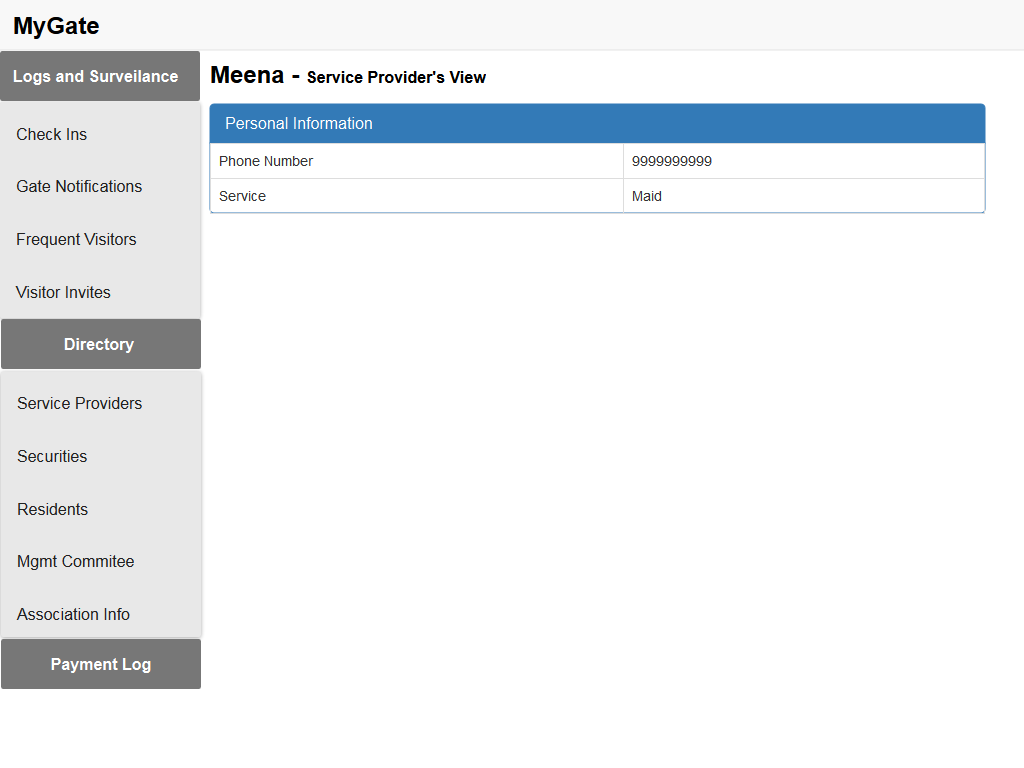 MyGate
Logs and Surveilance
Check Ins
Gate Notifications
Frequent Visitors
Visitor Invites
Directory
Service Providers
Securities
Residents
Mgmt Commitee
Association Info
Payment Log
Meena - Service Provider's View
Personal Information
Phone Number 9999999999
Service Maid